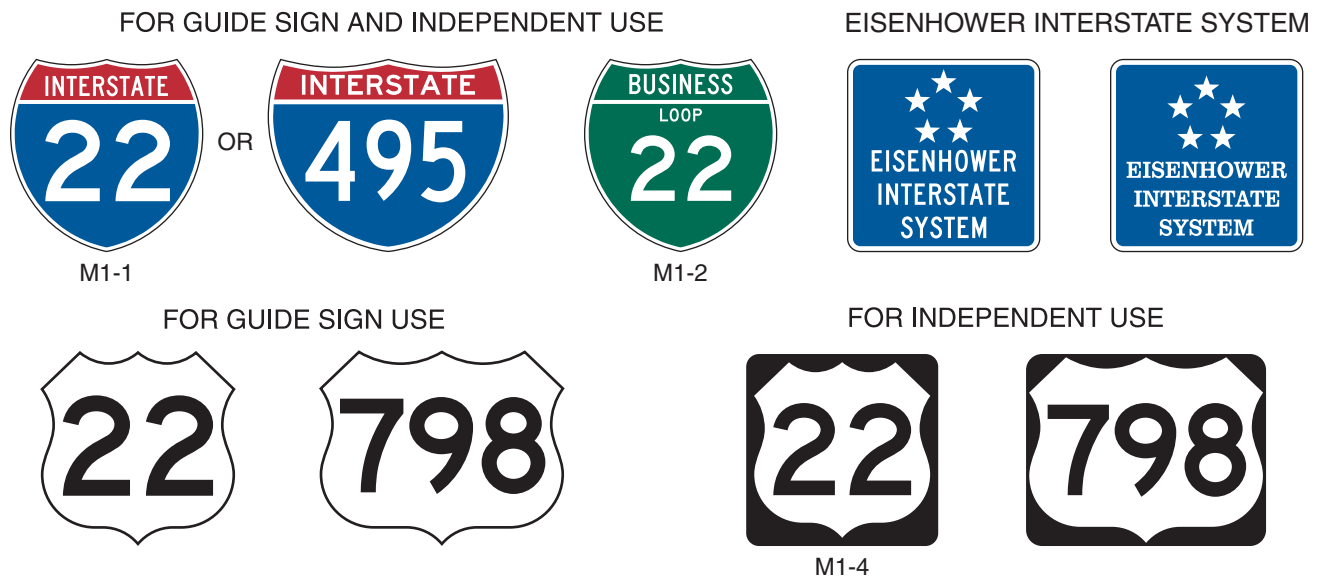 FOR GUIDE SIGN AND INDEPENDENT USE
EISENHOWER INTERSTATE SYSTEM
INTERSTATE
22
OR
INTERSTATE
495
BUSINESS
LOOP
22
EISENHOWER
INTERSTATE
SYSTEM
EISENHOWER
INTERSTATE
SYSTEM
M1-1
M1-2
FOR GUIDE SIGN USE
FOR INDEPENDENT USE
22
798
22
798
M1-4